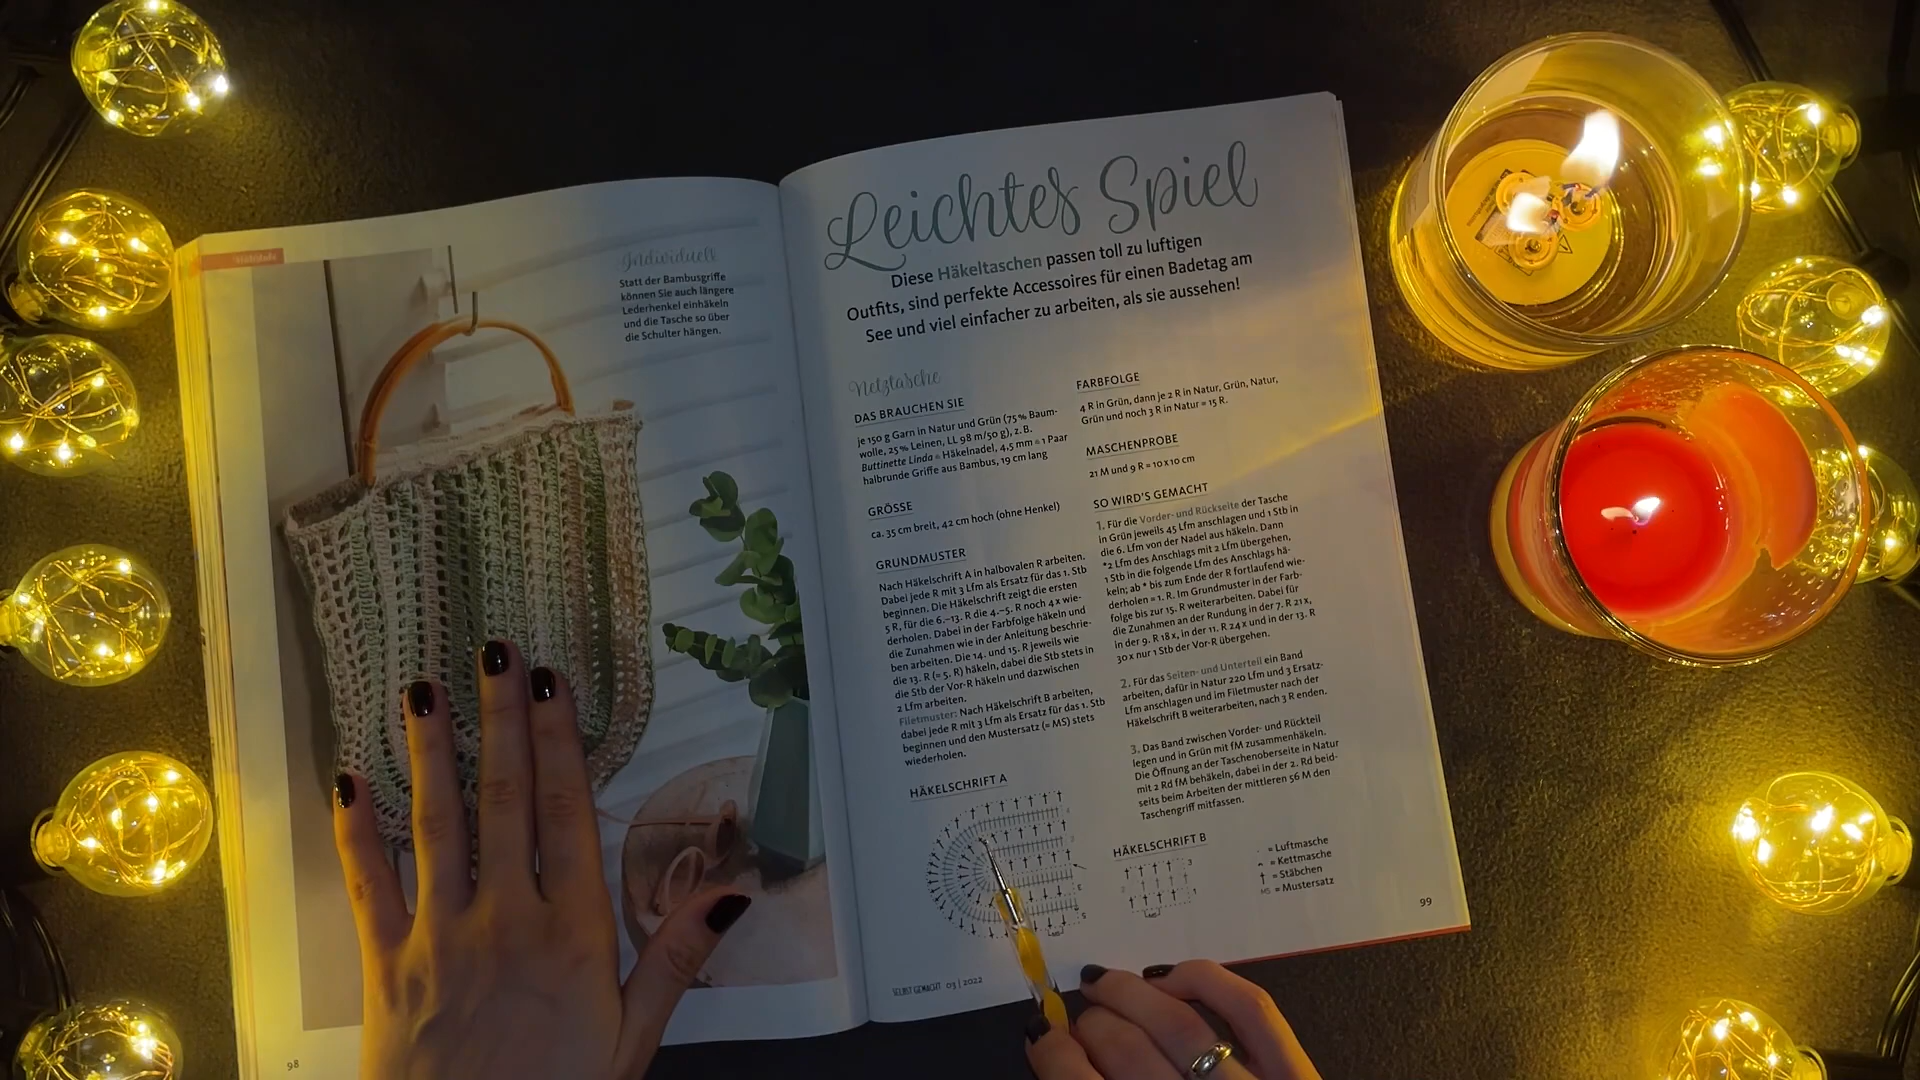 Individuell
Statt der Bambusgriffe
können Sie auch längere
Lederhenkel einhäkeln
und die Tasche so über
die Schulter hängen.
98
Leichtes Spiel
Diese Häkeltaschen passen toll zu luftigen
Outfits, sind perfekte Accessoires für einen Badetag am
See und viel einfacher zu arbeiten, als sie aussehen!
Netztasche
DAS BRAUCHEN SIE
je 150 g Garn in Natur und Grün (75 % Baum-
wolle, 25 % Leinen, LL 98 m/50 g), z. B.
Buttinette Linda Häkelnadel, 4,5 mm 1 Paar
halbrunde Griffe aus Bambus, 19 cm lang
GRÖSSE
ca. 35 cm breit, 42 cm hoch (ohne Henkel)
GRUNDMUSTER
Nach Häkelschrift A in halbovalen R arbeiten.
Dabei jede R mit 3 Lfm als Ersatz für das 1. Stb
beginnen. Die Häkelschrift zeigt die ersten
5 R, für die 6.–13. R die 4.–5. R noch 4 x wie-
derholen. Dabei in der Farbfolge häkeln und
die Zunahmen wie in der Anleitung beschrie-
ben arbeiten. Die 14. und 15. R jeweils wie
die 13. R (= 5. R) häkeln, dabei die Stb stets in
die Stb der Vor-R häkeln und dazwischen
2 Lfm arbeiten.
Filetmuster: Nach Häkelschrift B arbeiten,
dabei jede R mit 3 Lfm als Ersatz für das 1. Stb
beginnen und den Mustersatz (= MS) stets
wiederholen.
HÄKELSCHRIFT A
3
5
MS
SELBST GEMACHT 03 | 2022
FARBFOLGE
4 R in Grün, dann je 2 R in Natur, Grün, Natur,
Grün und noch 3 R in Natur = 15 R.
MASCHENPROBE
21 M und 9 R = 10 x 10 cm
SO WIRD'S GEMACHT
1. Für die Vorder- und Rückseite der Tasche
in Grün jeweils 45 Lfm anschlagen und 1 Stb in
die 6. Lfm von der Nadel aus häkeln. Dann
*2 Lfm des Anschlags mit 2 Lfm übergehen,
1 Stb in die folgende Lfm des Anschlags hä-
keln; ab * bis zum Ende der R fortlaufend wie-
derholen = 1. R. Im Grundmuster in der Farb-
folge bis zur 15. R weiterarbeiten. Dabei für
die Zunahmen an der Rundung in der 7. R 21 x,
in der 9. R 18 x, in der 11. R 24 x und in der 13. R
30 x nur 1 Stb der Vor-R übergehen.
2. Für das Seiten- und Unterteil ein Band
arbeiten, dafür in Natur 220 Lfm und 3 Ersatz-
Lfm anschlagen und im Filetmuster nach der
Häkelschrift B weiterarbeiten, nach 3 R enden.
3. Das Band zwischen Vorder- und Rückteil
legen und in Grün mit fM zusammenhäkeln.
Die Öffnung an der Taschenoberseite in Natur
mit 2 Rd fM behäkeln, dabei in der 2. Rd beid-
seits beim Arbeiten der mittleren 56 M den
Taschengriff mitfassen.
HÄKELSCHRIFT B
3
2
1
MS
= Luftmasche
= Kettmasche
= Stäbchen
MS = Mustersatz
99